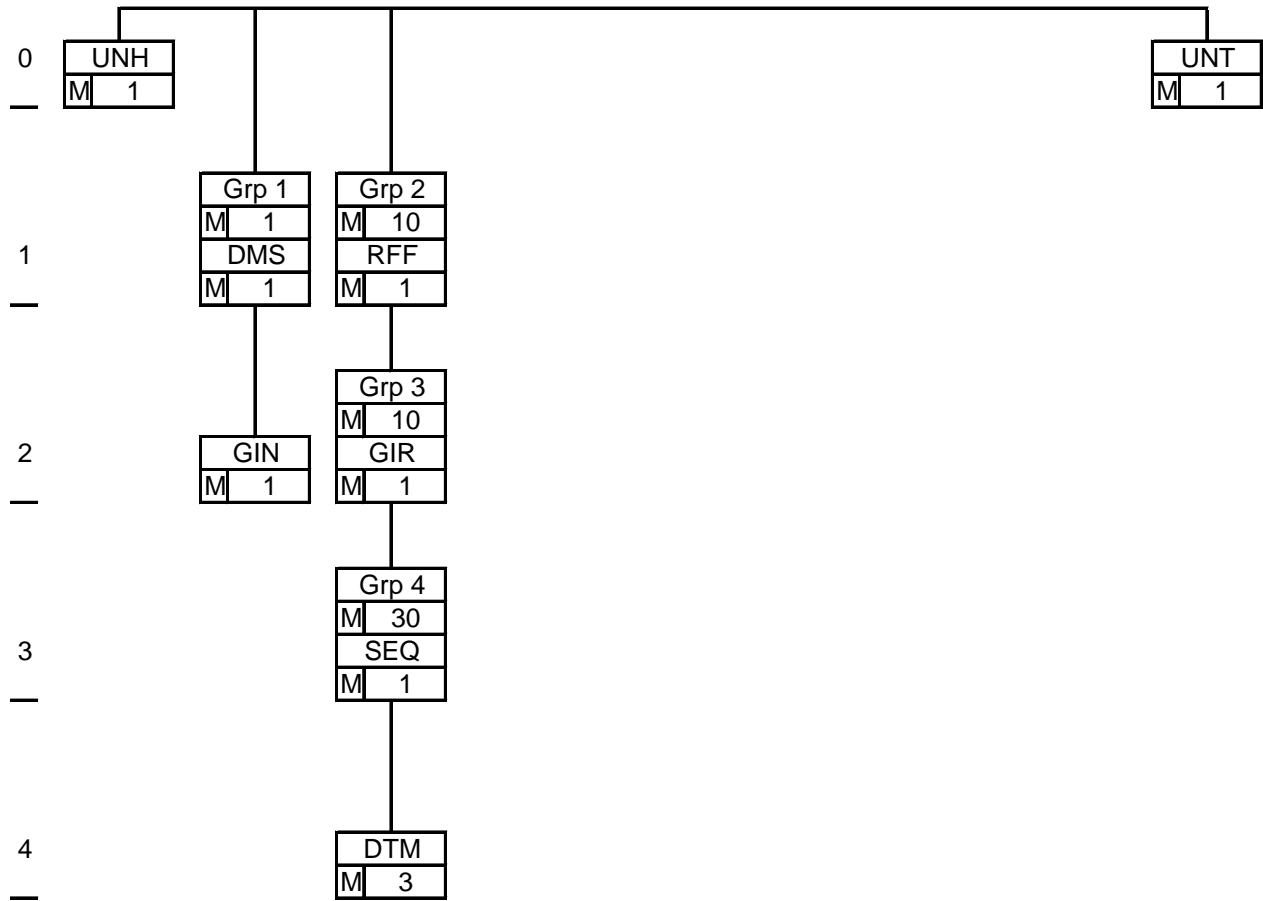 0 UNH UNT
M 1 M 1
Grp 1 Grp 2
M 1 M 10
1 DMS RFF
M 1 M 1
Grp 3
M 10
2 GIN GIR
M 1 M 1
Grp 4
M 30
3 SEQ
M 1
4 DTM
M 3